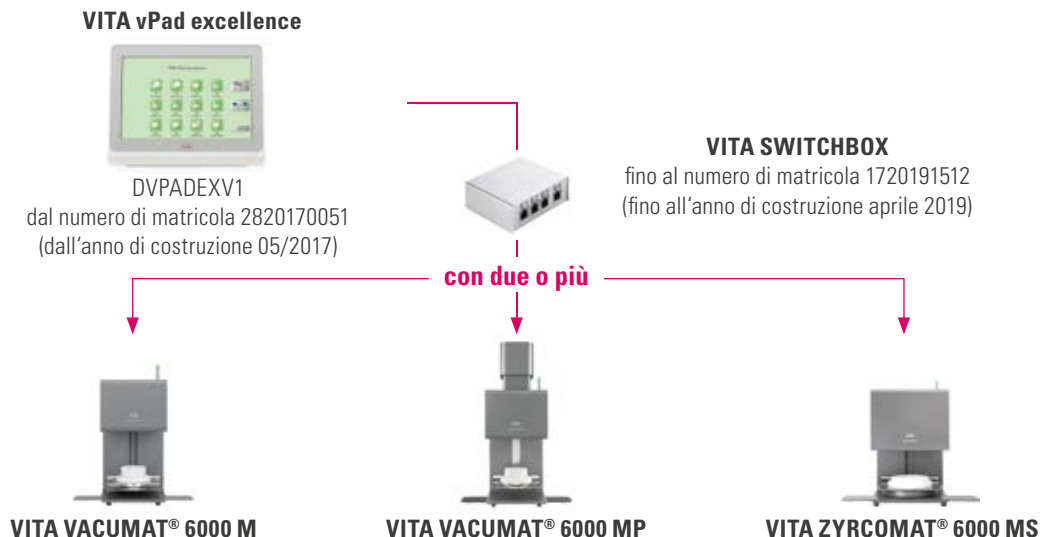 VITA vPad excellence
DVPADEXV1
dal numero di matricola 2820170051
(dall‘anno di costruzione 05/2017)
VITA SWITCHBOX
fino al numero di matricola 1720191512
(fino all‘anno di costruzione aprile 2019)
con due o più
VITA VACUMAT® 6000 M
VITA VACUMAT® 6000 MP
VITA ZYRCOMAT® 6000 MS